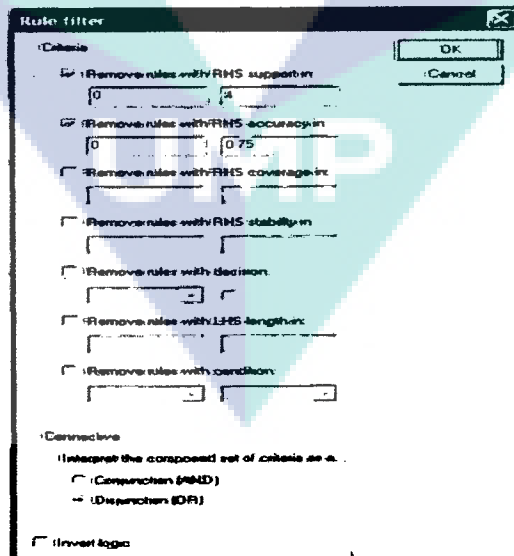 Rule filter
Criteria
OK
Cancel
Remove rules with RHS support in:
0 4
Remove rules with RHS accuracy in:
0 0.75
Remove rules with RHS coverage in:
Remove rules with RHS stability in
Remove rules with decision:
Remove rules with LHS length in:
Remove rules with condition:
UMP
Connective
Interpret the composed set of criteria as a...
Conjunction (AND)
Disjunction (OR)
Invert logic